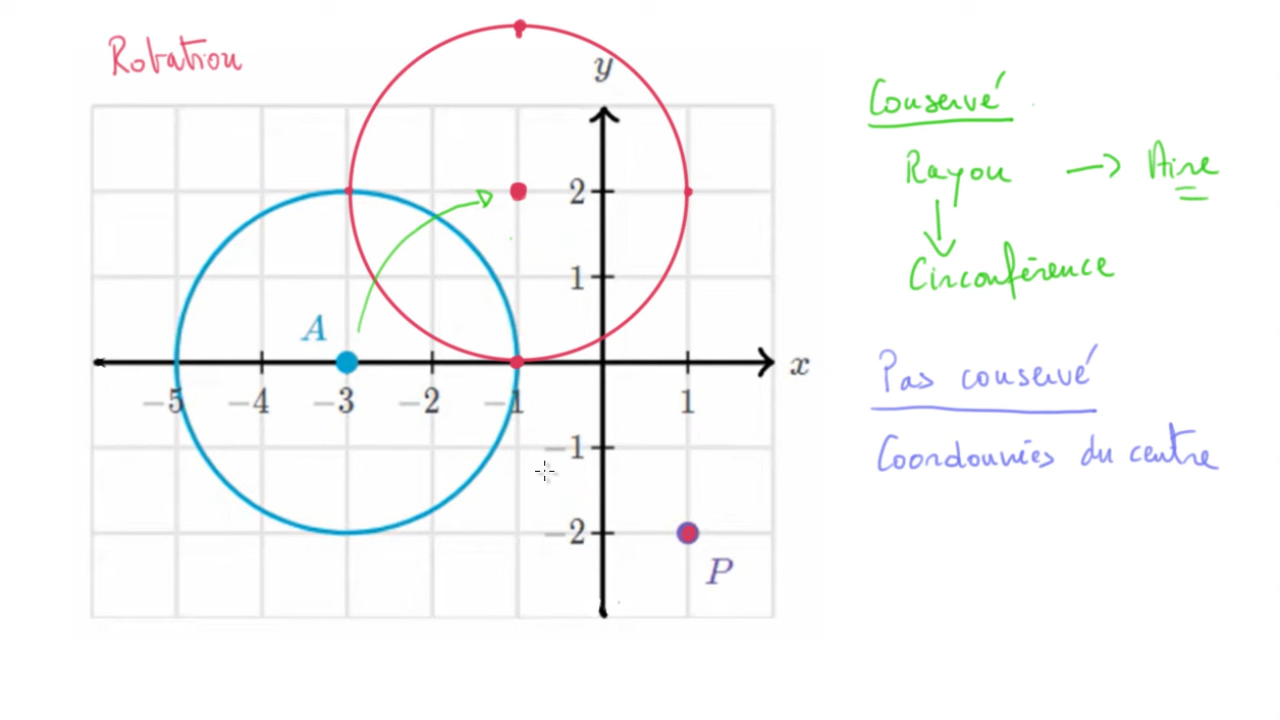 Rotation
y
2
1
A
x
−5 −4 −3 −2 −1 1
−1
−2
P
Conservé
Rayon → Aire
↓
Circonférence
Pas conservé
Coordonnées du centre